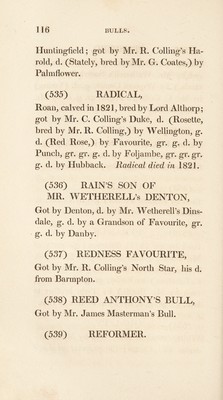 116 BULLS.
Huntingfield; got by Mr. R. Colling's Ha-
rold, d. (Stately, bred by Mr. G. Coates,) by
Palmflower.
(535) RADICAL,
Roan, calved in 1821, bred by Lord Althorp;
got by Mr. C. Colling's Duke, d. (Rosette,
bred by Mr. R. Colling,) by Wellington, g.
d. (Red Rose,) by Favourite, gr. g. d. by
Punch, gr. gr. g. d. by Foljambe, gr. gr. gr.
g. d. by Hubback. Radical died in 1821.
(536) RAIN'S SON OF
MR. WETHERELL's DENTON,
Got by Denton, d. by Mr. Wetherell's Dins-
dale, g. d. by a Grandson of Favourite, gr.
g. d. by Danby.
(537) REDNESS FAVOURITE,
Got by Mr. R. Colling's North Star, his d.
from Barmpton.
(538) REED ANTHONY'S BULL,
Got by Mr. James Masterman's Bull.
(539) REFORMER.